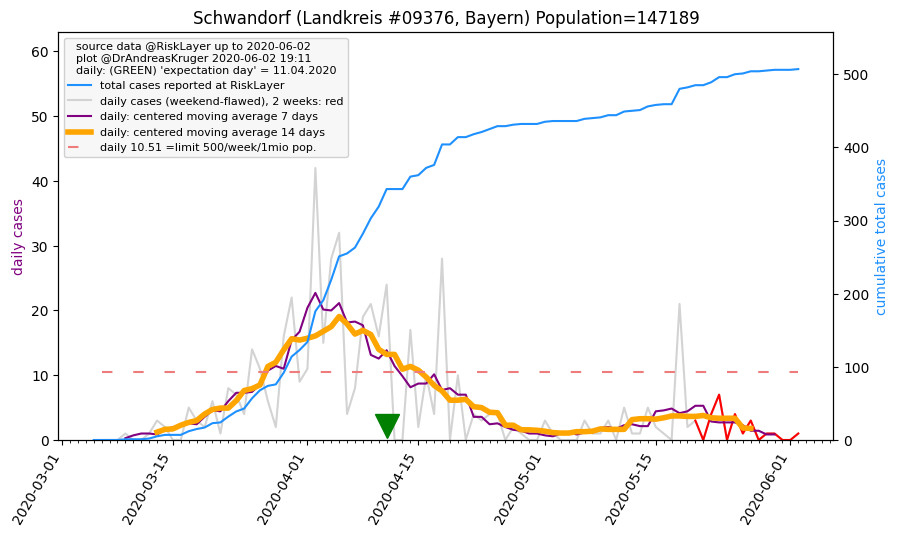 Schwandorf (Landkreis #09376, Bayern) Population=147189
source data @RiskLayer up to 2020-06-02
plot @DrAndreasKruger 2020-06-02 19:11
daily: (GREEN) 'expectation day' = 11.04.2020
total cases reported at RiskLayer
daily cases (weekend-flawed), 2 weeks: red
daily: centered moving average 7 days
daily: centered moving average 14 days
daily 10.51 =limit 500/week/1mio pop.
daily cases
60
50
40
30
20
10
0
cumulative total cases
500
400
300
200
100
0
2020-03-01
2020-03-15
2020-04-01
2020-04-15
2020-05-01
2020-05-15
2020-06-01